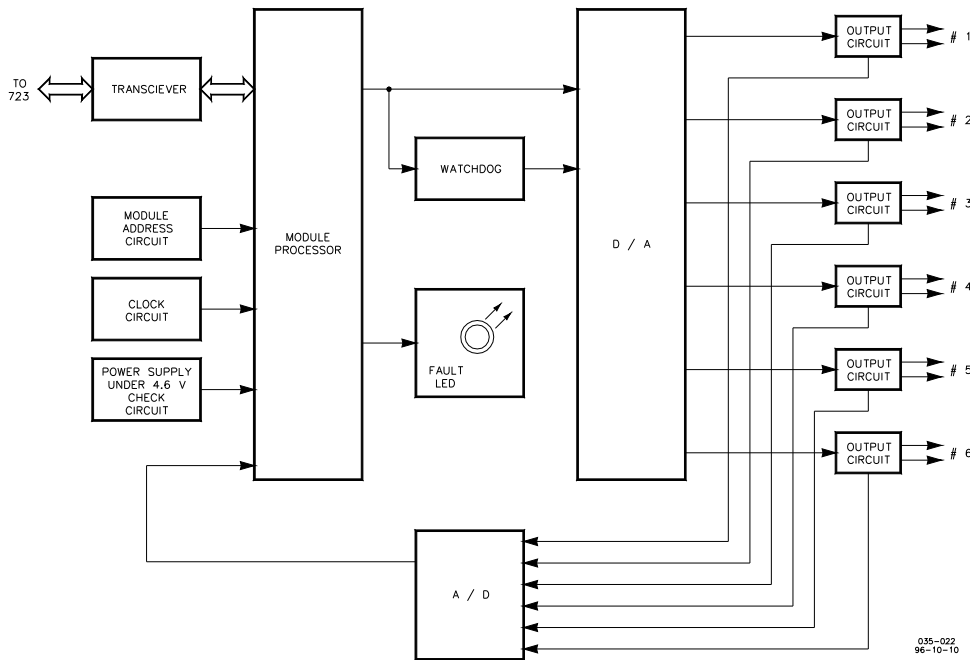 TO
723
TRANSCIEVER
MODULE
ADDRESS
CIRCUIT
CLOCK
CIRCUIT
POWER SUPPLY
UNDER 4.6 V
CHECK
CIRCUIT
MODULE
PROCESSOR
WATCHDOG
FAULT
LED
D / A
A / D
OUTPUT
CIRCUIT
# 1
OUTPUT
CIRCUIT
# 2
OUTPUT
CIRCUIT
# 3
OUTPUT
CIRCUIT
# 4
OUTPUT
CIRCUIT
# 5
OUTPUT
CIRCUIT
# 6
035-022
96-10-10